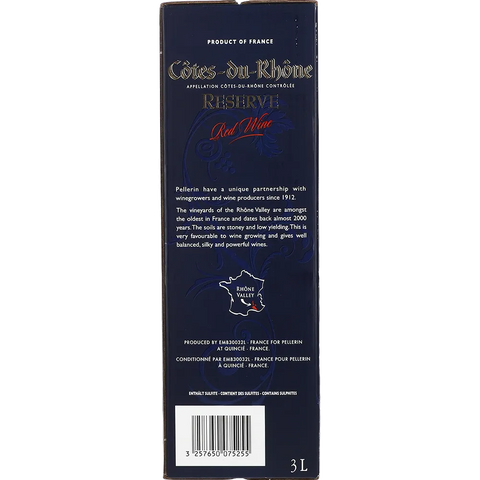 PRODUCT OF FRANCE
Côtes-du-Rhône
APPELLATION CÔTES-DU-RHÔNE CONTRÔLÉE
RESERVE
Red Wine
Pellerin have a unique partnership with
winegrowers and wine producers since 1912.
The vineyards of the Rhône Valley are amongst
the oldest in France and dates back almost 2000
years. The soils are stoney and low yielding. This is
very favourable to wine growing and gives well
balanced, silky and powerful wines.
RHÔNE
VALLEY
PRODUCED BY EMB30032L - FRANCE FOR PELLERIN
AT QUINCIÉ - FRANCE.
CONDITIONNÉ PAR EMB30032L - FRANCE POUR PELLERIN
À QUINCIÉ - FRANCE.
ENTHÄLT SULFITE - CONTIENT DES SULFITES - CONTAINS SULPHITES
3 257650 075255
3 L